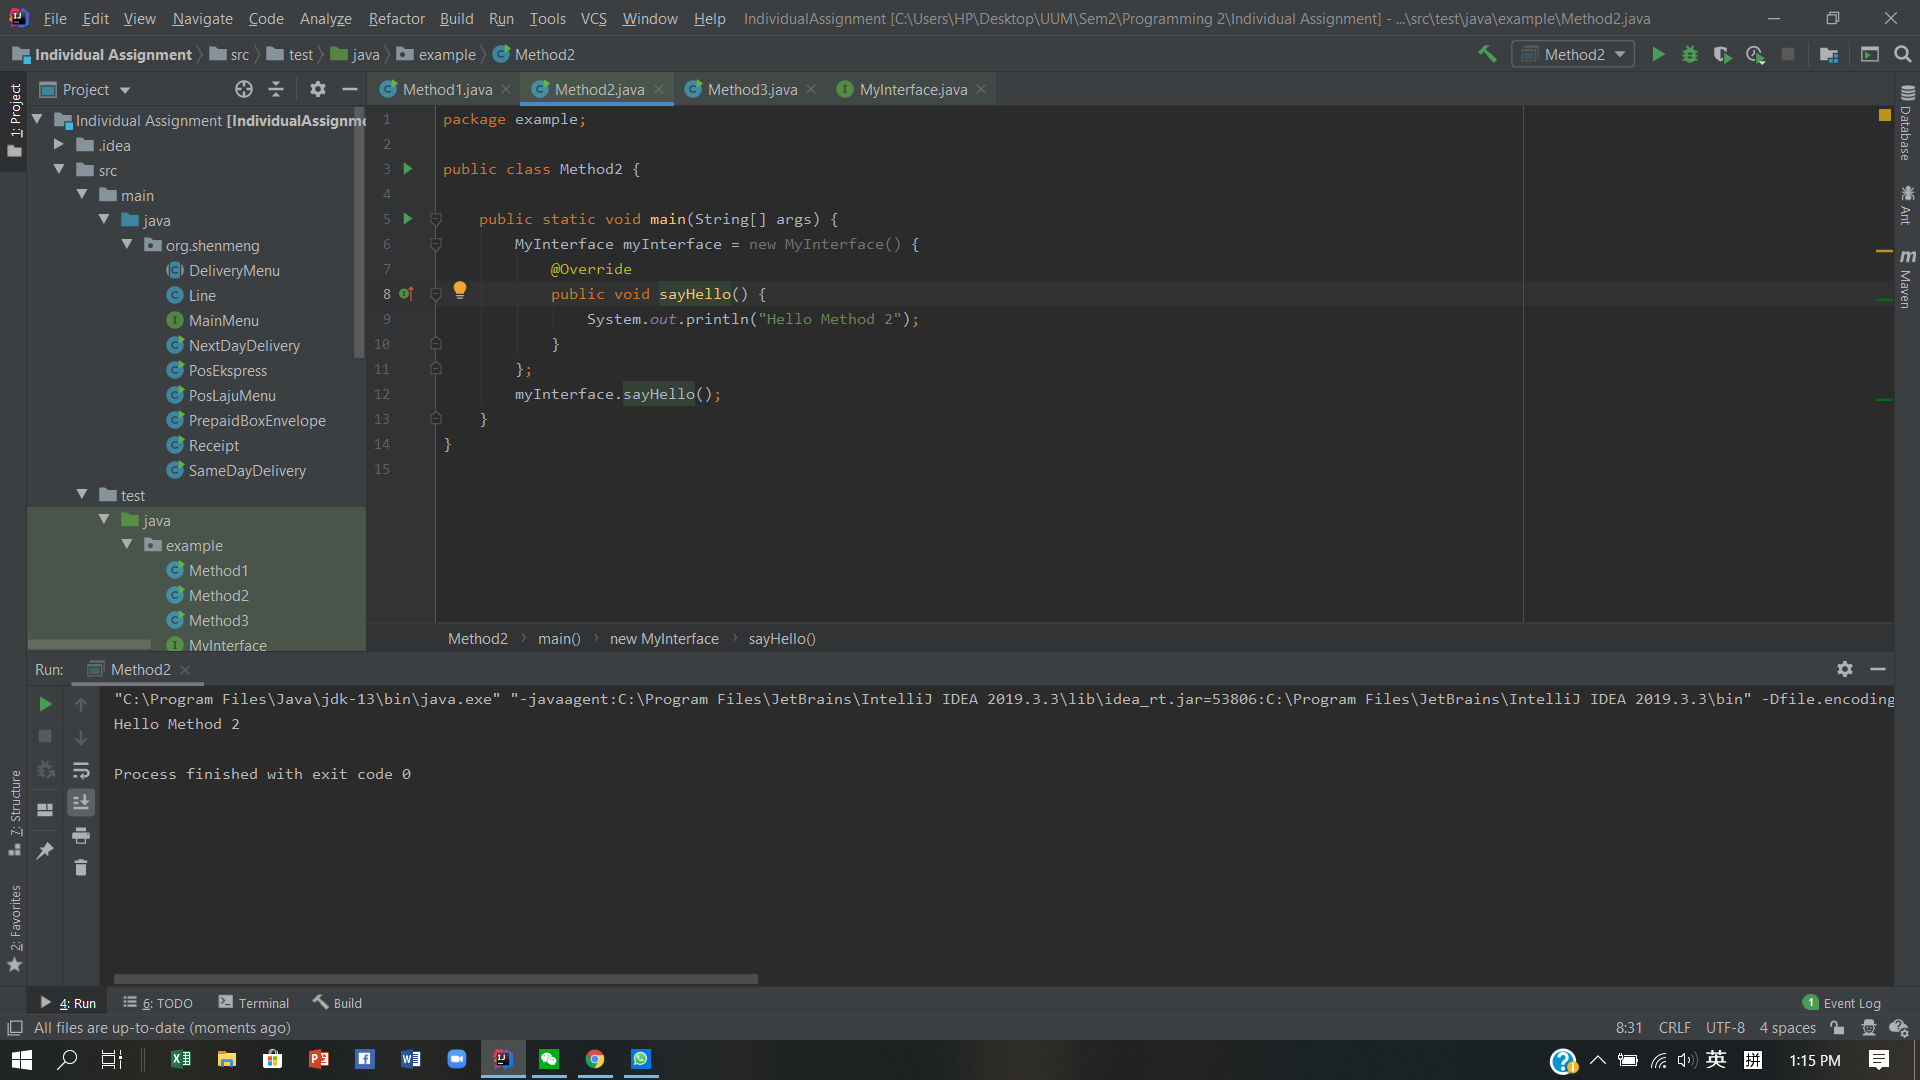 File Edit View Navigate Code Analyze Refactor Build Run Tools VCS Window Help IndividualAssignment [C:\Users\HP\Desktop\UUM\Sem2\Programming 2\Individual Assignment] - ...\src\test\java\example\Method2.java
Individual Assignment src test java example Method2
Method2
1: Project
Project
Method1.java Method2.java Method3.java MyInterface.java
Individual Assignment [IndividualAssignme
.idea
src
main
java
org.shenmeng
DeliveryMenu
Line
MainMenu
NextDayDelivery
PosEkspress
PosLajuMenu
PrepaidBoxEnvelope
Receipt
SameDayDelivery
test
java
example
Method1
Method2
Method3
MyInterface
1 package example;
2
3 public class Method2 {
4
5 public static void main(String[] args) {
6 MyInterface myInterface = new MyInterface() {
7 @Override
8 public void sayHello() {
9 System.out.println("Hello Method 2");
10 }
11 };
12 myInterface.sayHello();
13 }
14 }
15
Database
Ant
Maven
Method2 main() new MyInterface sayHello()
Run: Method2
"C:\Program Files\Java\jdk-13\bin\java.exe" "-javaagent:C:\Program Files\JetBrains\IntelliJ IDEA 2019.3.3\lib\idea_rt.jar=53806:C:\Program Files\JetBrains\IntelliJ IDEA 2019.3.3\bin" -Dfile.encoding
Hello Method 2
Process finished with exit code 0
7: Structure
2: Favorites
4: Run 6: TODO Terminal Build
1 Event Log
All files are up-to-date (moments ago)
8:31 CRLF UTF-8 4 spaces
英 拼 1:15 PM